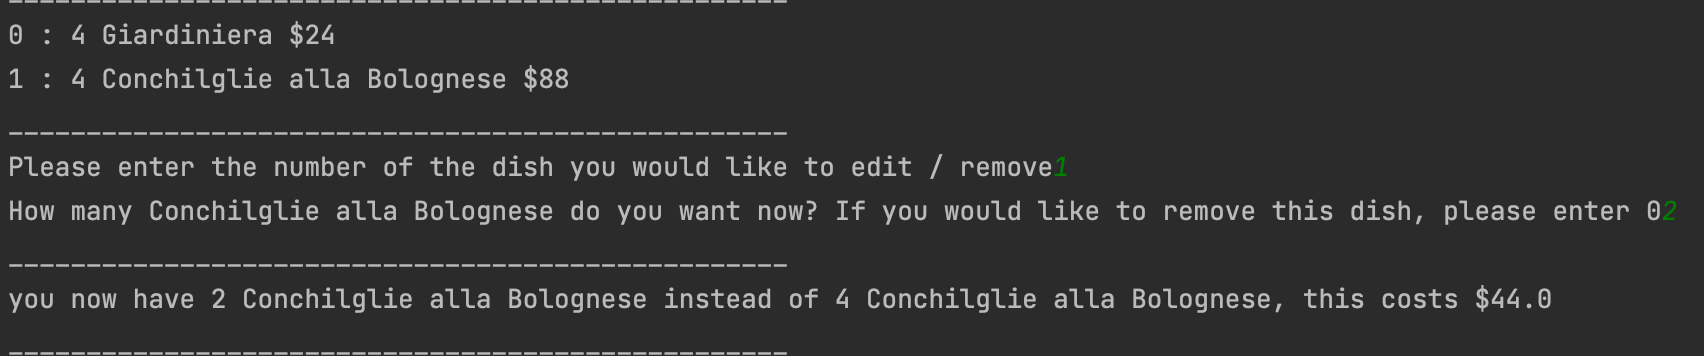 ------------------------------------------------
0 : 4 Giardiniera $24
1 : 4 Conchilglie alla Bolognese $88
--------------------------------------------------
Please enter the number of the dish you would like to edit / remove1
How many Conchilglie alla Bolognese do you want now? If you would like to remove this dish, please enter 02
--------------------------------------------------
you now have 2 Conchilglie alla Bolognese instead of 4 Conchilglie alla Bolognese, this costs $44.0
--------------------------------------------------